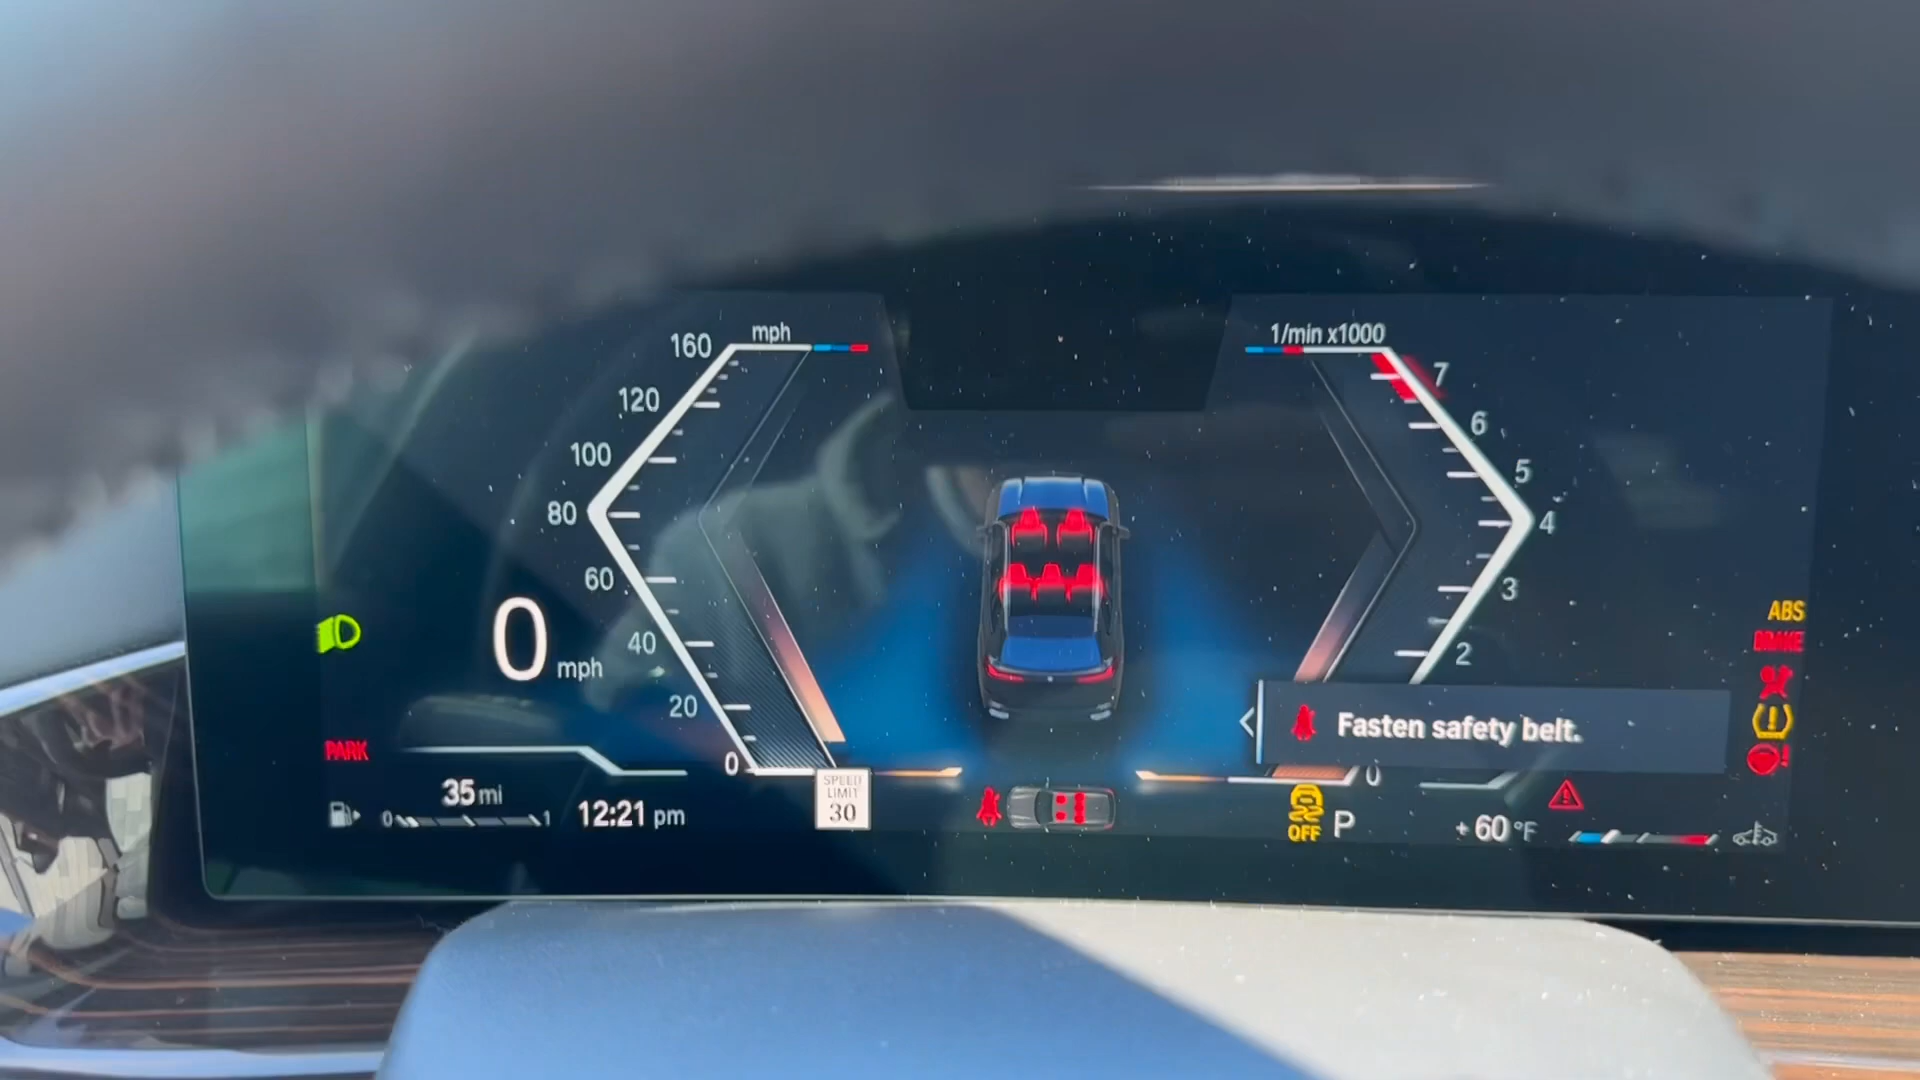 mph
160
120
100
80
60
40
20
0
0 mph
PARK
35 mi
0 1
12:21 pm
SPEED
LIMIT
30
1/min x1000
7
6
5
4
3
2
0
Fasten safety belt.
OFF
P
+60 °F
ABS
BRAKE